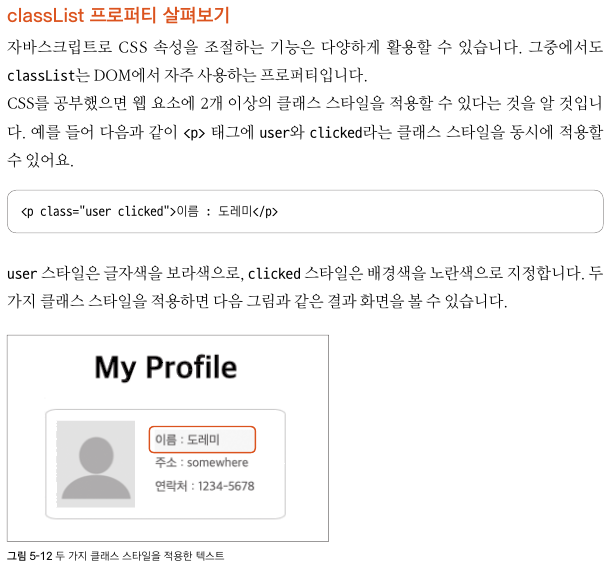 classList 프로퍼티 살펴보기
자바스크립트로 CSS 속성을 조절하는 기능은 다양하게 활용할 수 있습니다. 그중에서도
classList는 DOM에서 자주 사용하는 프로퍼티입니다.
CSS를 공부했으면 웹 요소에 2개 이상의 클래스 스타일을 적용할 수 있다는 것을 알 것입니
다. 예를 들어 다음과 같이 <p> 태그에 user와 clicked라는 클래스 스타일을 동시에 적용할
수 있어요.
<p class="user clicked">이름 : 도레미</p>
user 스타일은 글자색을 보라색으로, clicked 스타일은 배경색을 노란색으로 지정합니다. 두
가지 클래스 스타일을 적용하면 다음 그림과 같은 결과 화면을 볼 수 있습니다.
My Profile
이름 : 도레미
주소 : somewhere
연락처 : 1234-5678
그림 5-12 두 가지 클래스 스타일을 적용한 텍스트